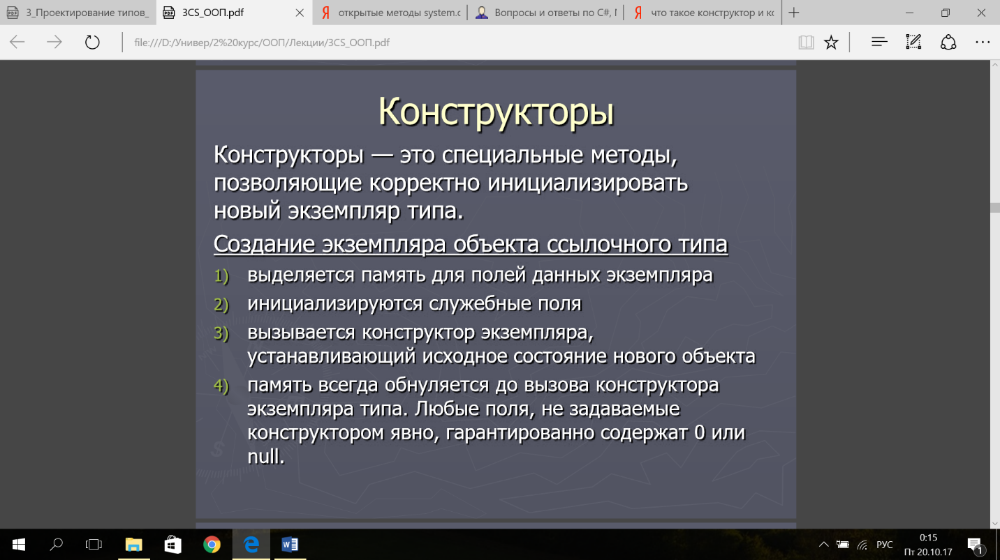 3_Проектирование типов_
3CS_ООП.pdf
открытые методы system.o
Вопросы и ответы по C#,
что такое конструктор и ко
file:///D:/Универ/2%20курс/ООП/Лекции/3CS_ООП.pdf
Конструкторы
Конструкторы — это специальные методы,
позволяющие корректно инициализировать
новый экземпляр типа.
Создание экземпляра объекта ссылочного типа
1) выделяется память для полей данных экземпляра
2) инициализируются служебные поля
3) вызывается конструктор экземпляра,
устанавливающий исходное состояние нового объекта
4) память всегда обнуляется до вызова конструктора
экземпляра типа. Любые поля, не задаваемые
конструктором явно, гарантированно содержат 0 или
null.
РУС
0:15
Пт 20.10.17
1